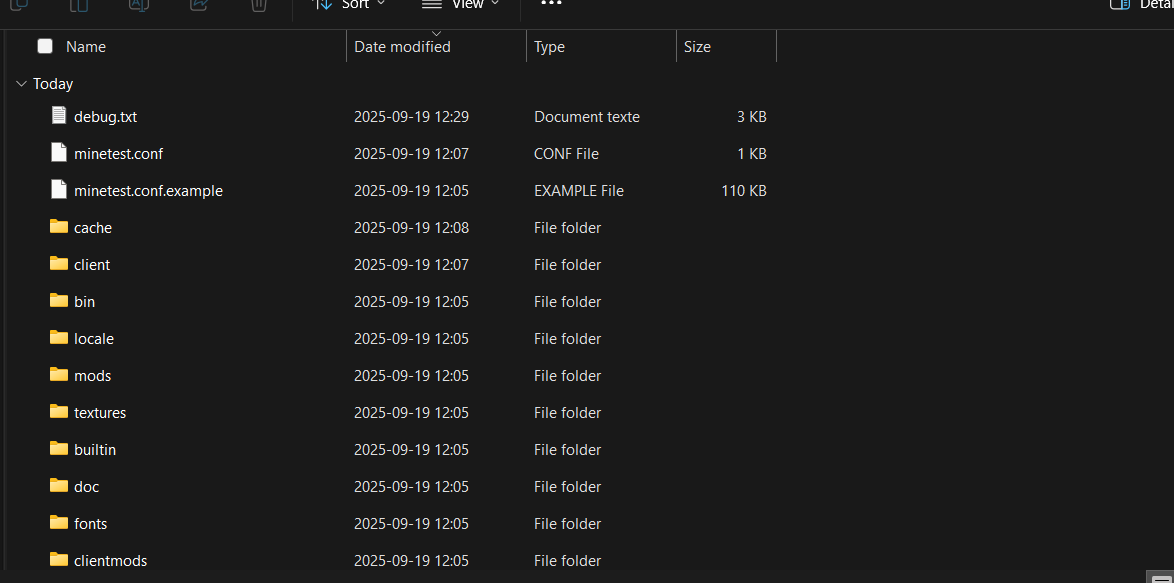 Sort View ...
Name Date modified Type Size
Today
debug.txt 2025-09-19 12:29 Document texte 3 KB
minetest.conf 2025-09-19 12:07 CONF File 1 KB
minetest.conf.example 2025-09-19 12:05 EXAMPLE File 110 KB
cache 2025-09-19 12:08 File folder
client 2025-09-19 12:07 File folder
bin 2025-09-19 12:05 File folder
locale 2025-09-19 12:05 File folder
mods 2025-09-19 12:05 File folder
textures 2025-09-19 12:05 File folder
builtin 2025-09-19 12:05 File folder
doc 2025-09-19 12:05 File folder
fonts 2025-09-19 12:05 File folder
clientmods 2025-09-19 12:05 File folder